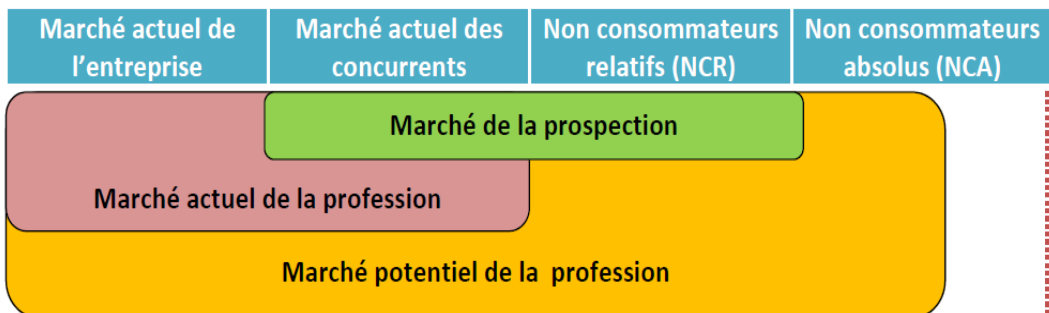 Marché actuel de
l'entreprise
Marché actuel des
concurrents
Non consommateurs
relatifs (NCR)
Non consommateurs
absolus (NCA)
Marché de la prospection
Marché actuel de la profession
Marché potentiel de la profession